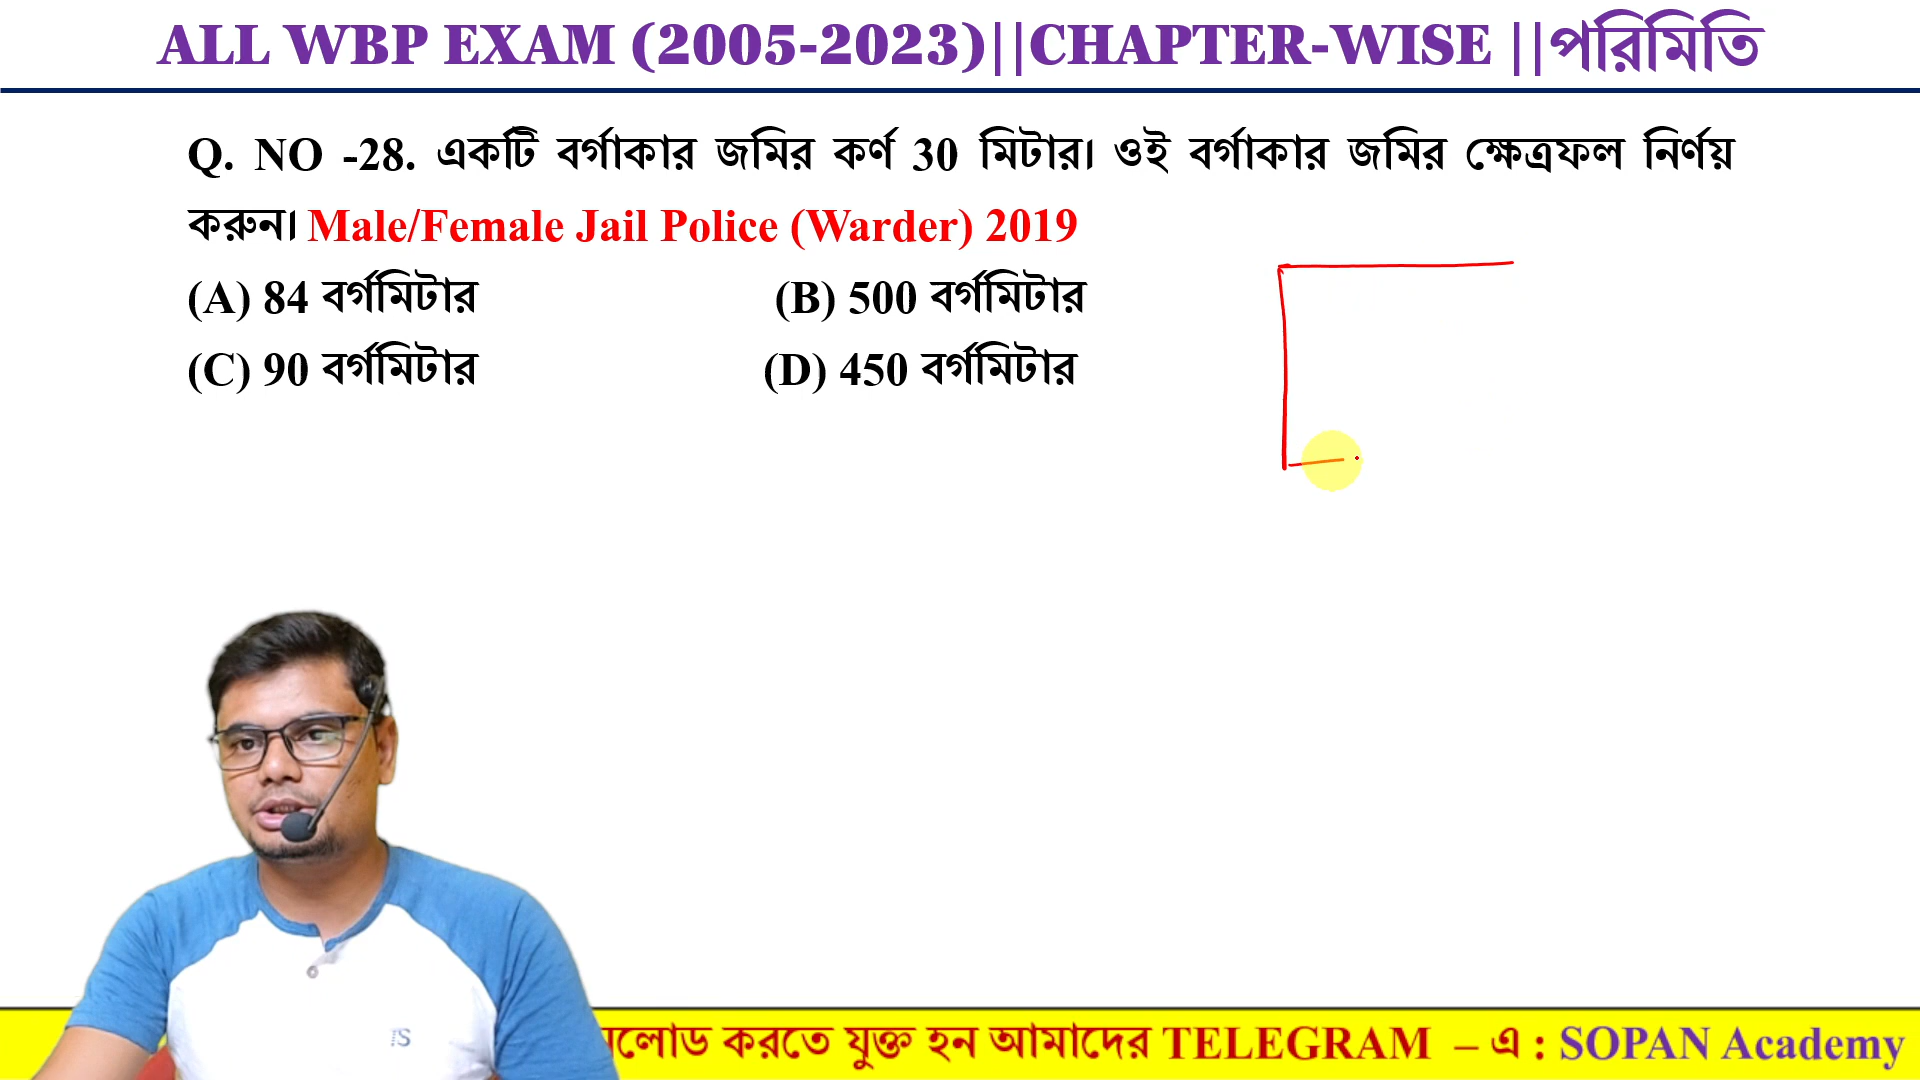 ALL WBP EXAM (2005-2023)||CHAPTER-WISE ||পরিমিতি
Q. NO -28. একটি বর্গাকার জমির কর্ণ 30 মিটার। ওই বর্গাকার জমির ক্ষেত্রফল নির্ণয়
করুন। Male/Female Jail Police (Warder) 2019
(A) 84 বর্গমিটার (B) 500 বর্গমিটার
(C) 90 বর্গমিটার (D) 450 বর্গমিটার
করতে যুক্ত হন আমাদের TELEGRAM – এ : SOPAN Academy